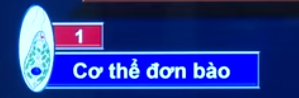 1
Cơ thể đơn bào